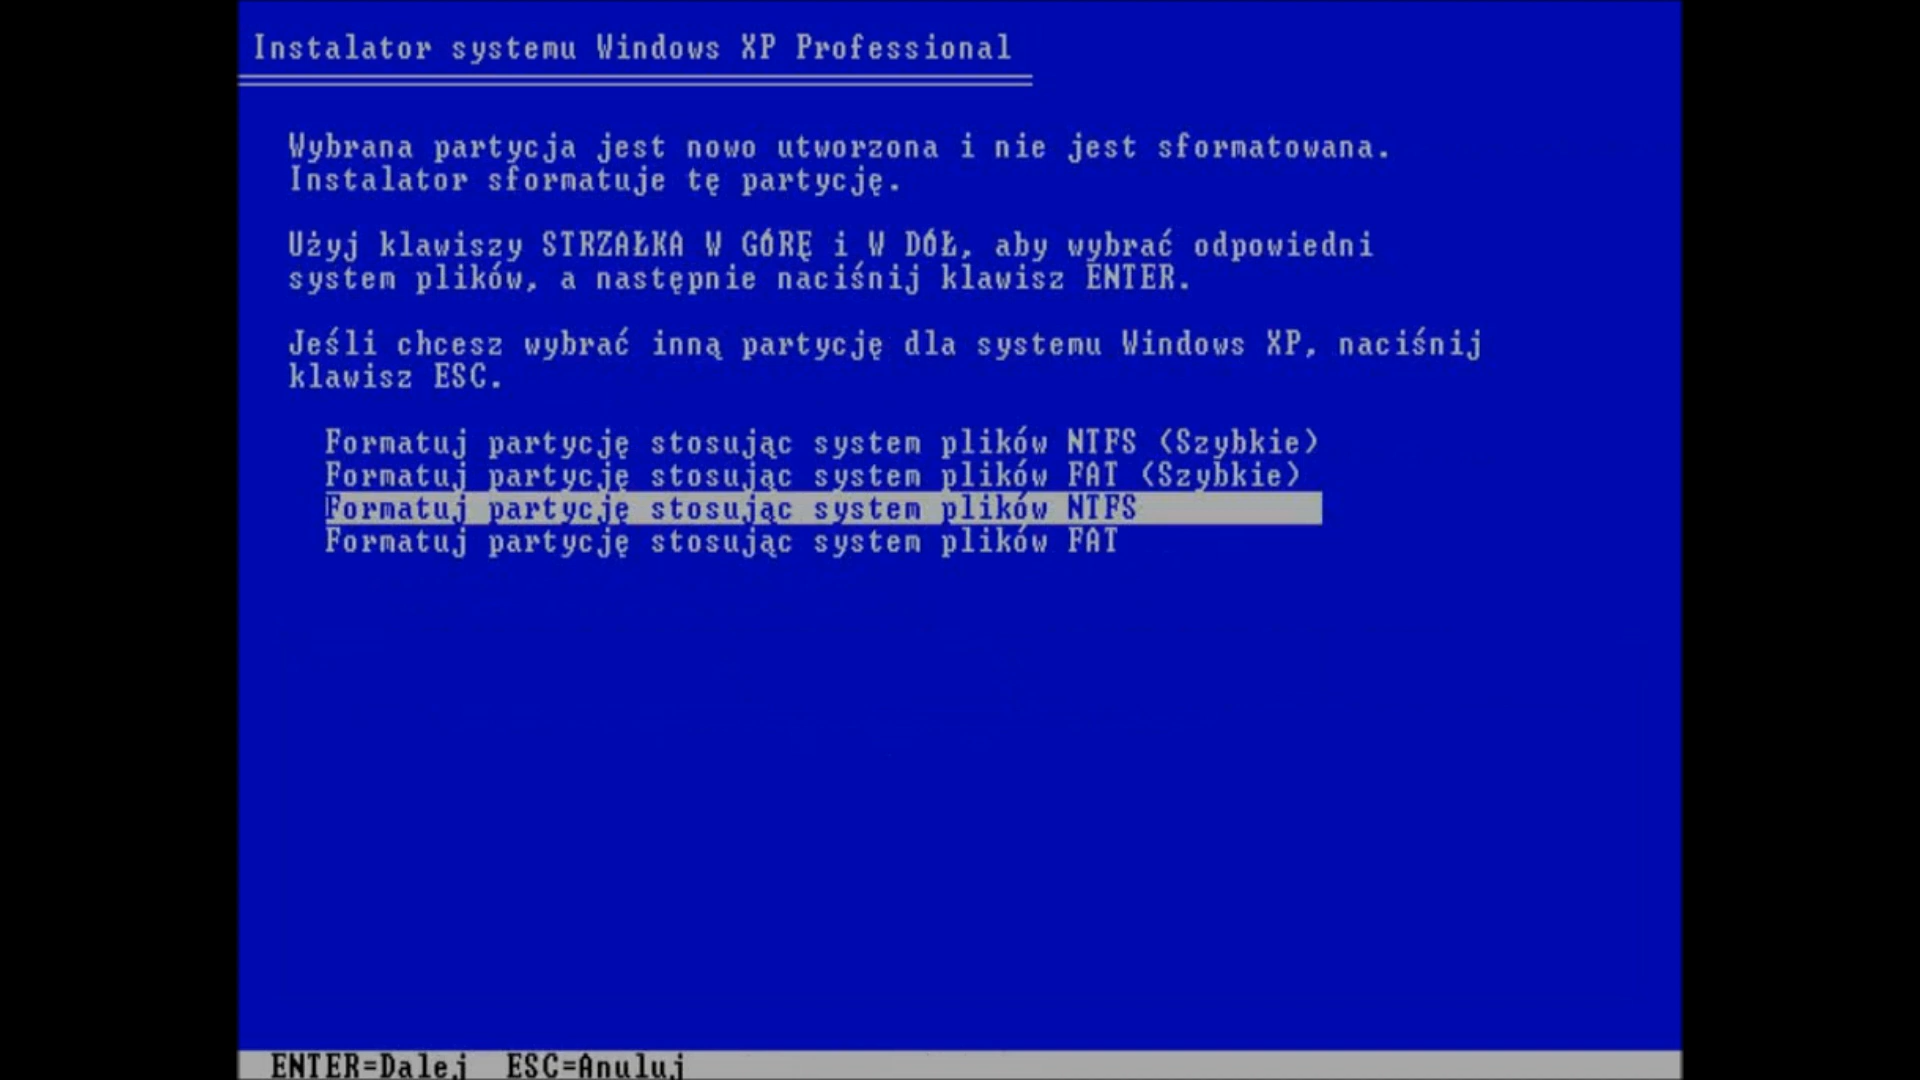 Instalator systemu Windows XP Professional
Wybrana partycja jest nowo utworzona i nie jest sformatowana.
Instalator sformatuje tę partycję.
Użyj klawiszy STRZAŁKA W GÓRĘ i W DÓŁ, aby wybrać odpowiedni
system plików, a następnie naciśnij klawisz ENTER.
Jeśli chcesz wybrać inną partycję dla systemu Windows XP, naciśnij
klawisz ESC.
Formatuj partycję stosując system plików NTFS (Szybkie)
Formatuj partycję stosując system plików FAT (Szybkie)
Formatuj partycję stosując system plików NTFS
Formatuj partycję stosując system plików FAT
ENTER=Dalej ESC=Anuluj